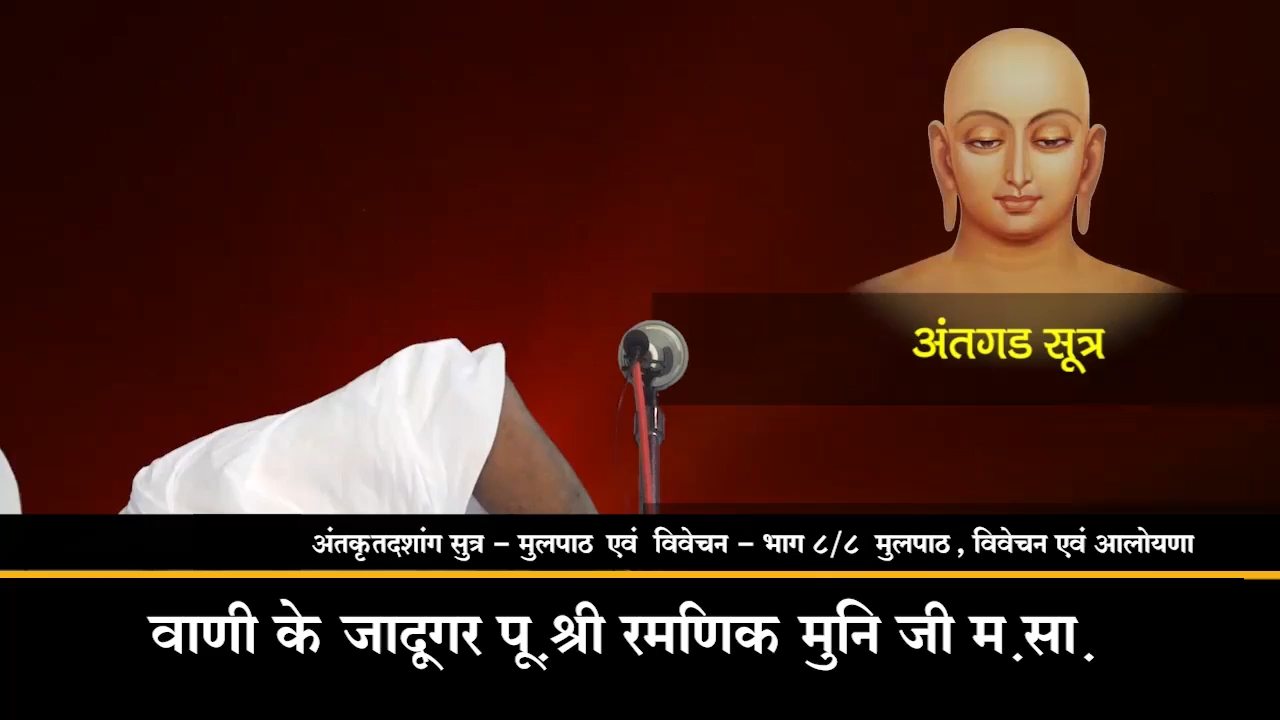 अंतगड सूत्र
अंतकृतदशांग सुत्र – मुलपाठ एवं विवेचन – भाग ८/८ मुलपाठ , विवेचन एवं आलोयणा
वाणी के जादूगर पू.श्री रमणिक मुनि जी म.सा.